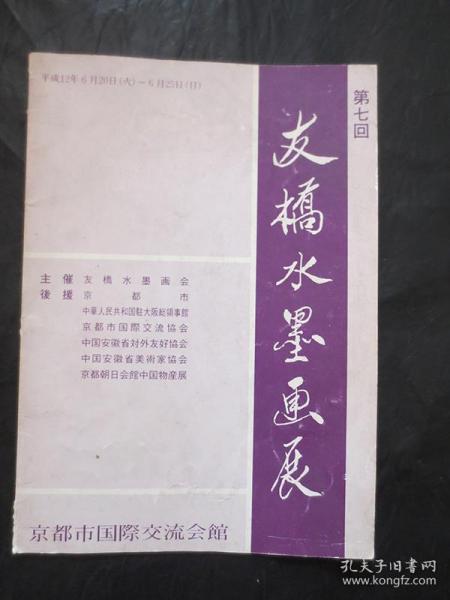 平成12年6月20日(火)－6月25日(日)
第七回
友橋水墨画展
主催 友橋水墨画会
後援 京都市
中華人民共和国駐大阪総領事館
京都市国際交流協会
中国安徽省対外友好協会
中国安徽省美術家協会
京都朝日会館中国物産展
京都市国際交流会館
孔夫子旧书网
www.kongfz.com